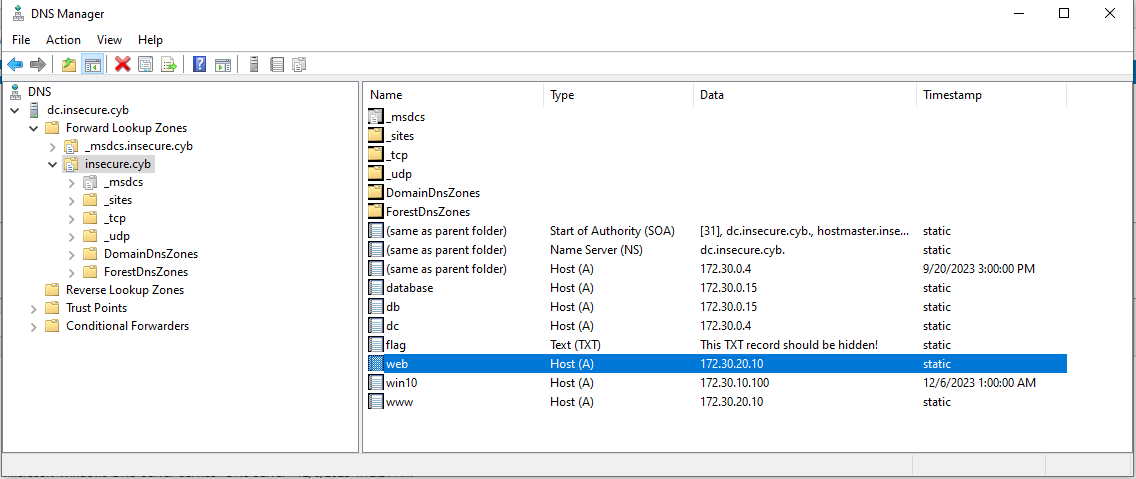 DNS Manager
File Action View Help
DNS
dc.insecure.cyb
Forward Lookup Zones
_msdcs.insecure.cyb
insecure.cyb
_msdcs
_sites
_tcp
_udp
DomainDnsZones
ForestDnsZones
Reverse Lookup Zones
Trust Points
Conditional Forwarders
Name Type Data Timestamp
_msdcs
_sites
_tcp
_udp
DomainDnsZones
ForestDnsZones
(same as parent folder) Start of Authority (SOA) [31], dc.insecure.cyb., hostmaster.inse... static
(same as parent folder) Name Server (NS) dc.insecure.cyb. static
(same as parent folder) Host (A) 172.30.0.4 9/20/2023 3:00:00 PM
database Host (A) 172.30.0.15 static
db Host (A) 172.30.0.15 static
dc Host (A) 172.30.0.4 static
flag Text (TXT) This TXT record should be hidden! static
web Host (A) 172.30.20.10 static
win10 Host (A) 172.30.10.100 12/6/2023 1:00:00 AM
www Host (A) 172.30.20.10 static